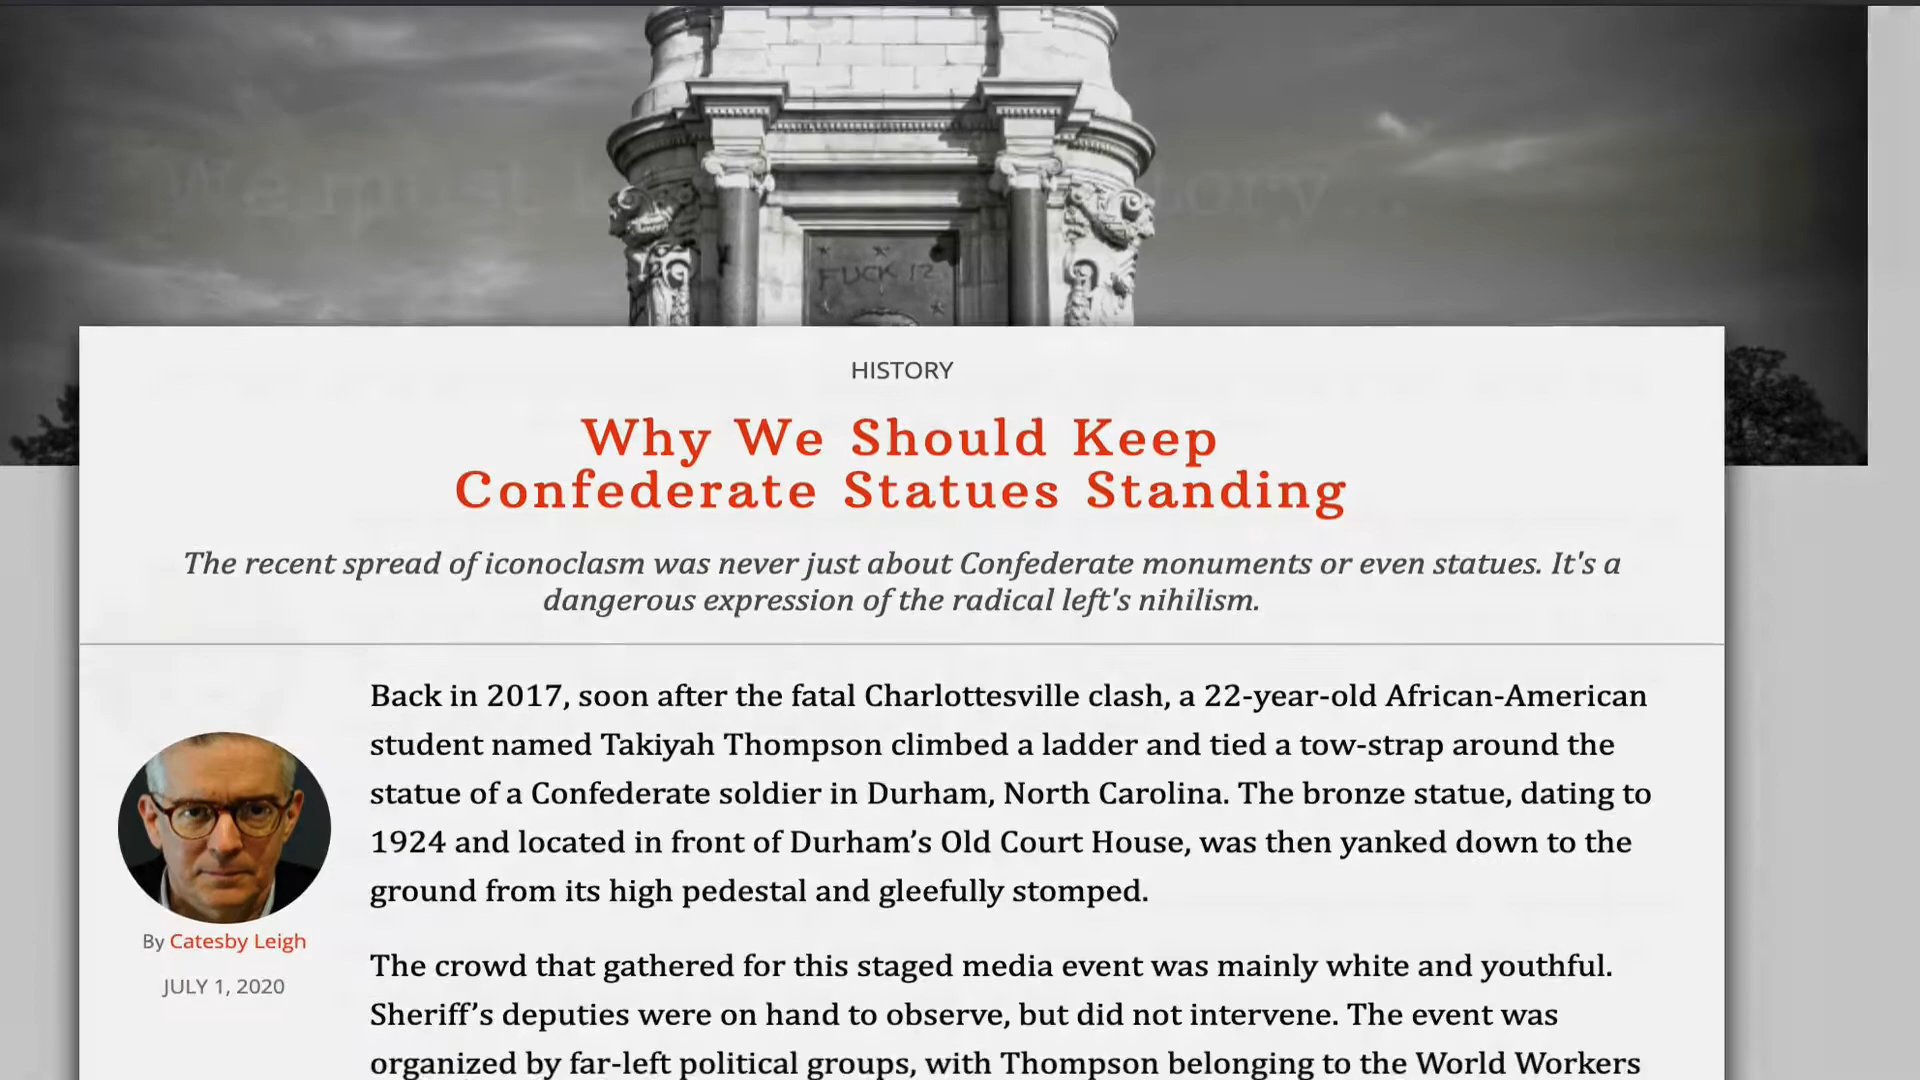 We must
tory
FUCK 12
HISTORY
Why We Should Keep
Confederate Statues Standing
The recent spread of iconoclasm was never just about Confederate monuments or even statues. It's a
dangerous expression of the radical left's nihilism.
Back in 2017, soon after the fatal Charlottesville clash, a 22-year-old African-American
student named Takiyah Thompson climbed a ladder and tied a tow-strap around the
statue of a Confederate soldier in Durham, North Carolina. The bronze statue, dating to
1924 and located in front of Durham’s Old Court House, was then yanked down to the
ground from its high pedestal and gleefully stomped.
By Catesby Leigh
JULY 1, 2020
The crowd that gathered for this staged media event was mainly white and youthful.
Sheriff’s deputies were on hand to observe, but did not intervene. The event was
organized by far-left political groups, with Thompson belonging to the World Workers